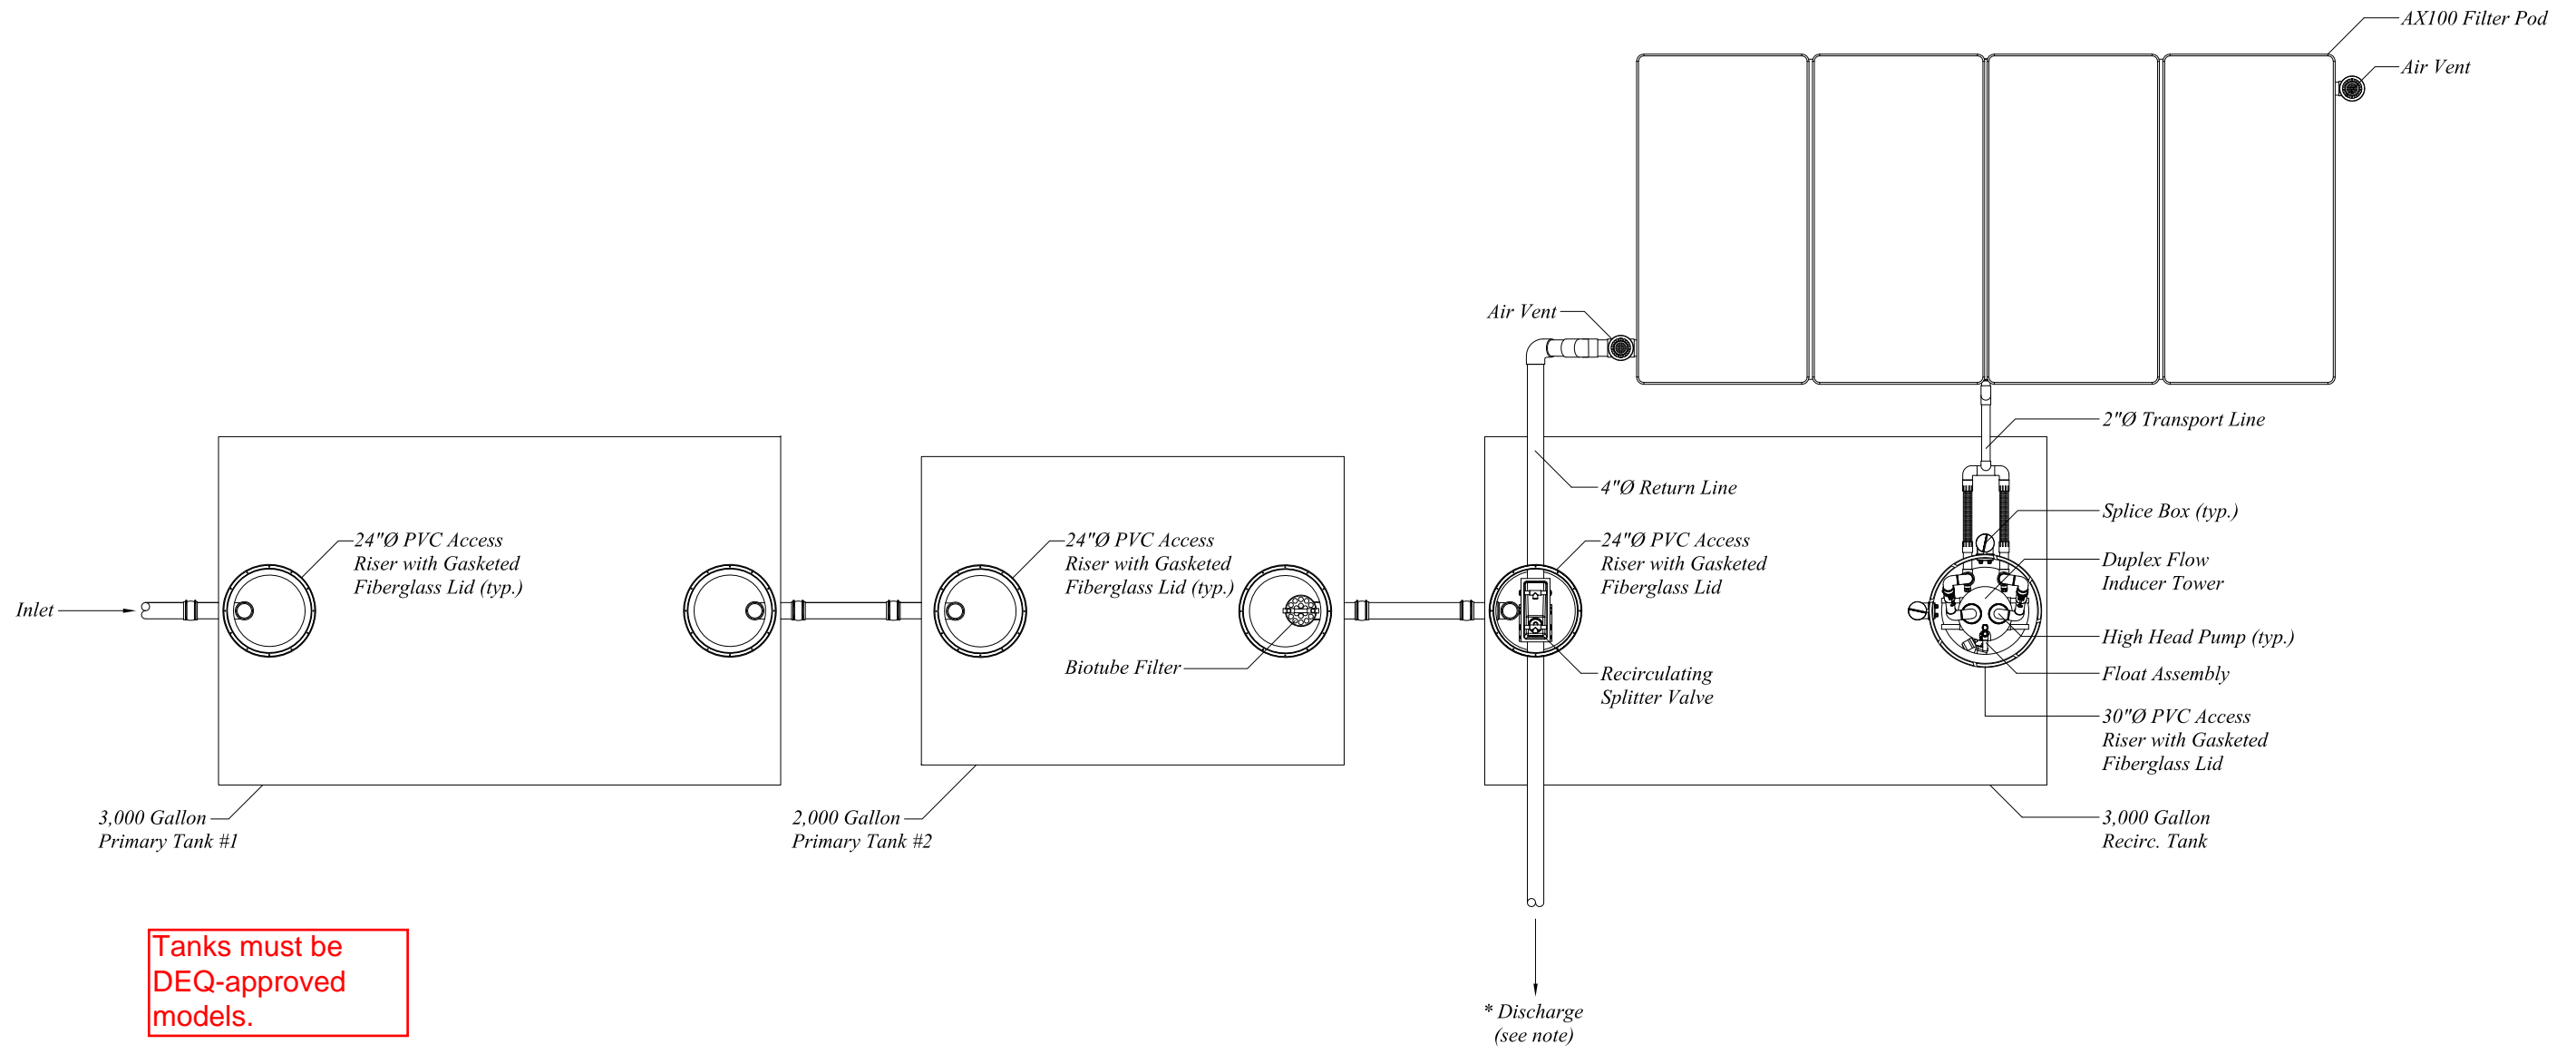 AX100 Filter Pod
Air Vent
Air Vent
2"Ø Transport Line
4"Ø Return Line
Splice Box (typ.)
24"Ø PVC Access
Riser with Gasketed
Fiberglass Lid (typ.)
24"Ø PVC Access
Riser with Gasketed
Fiberglass Lid (typ.)
24"Ø PVC Access
Riser with Gasketed
Fiberglass Lid
Duplex Flow
Inducer Tower
Inlet
High Head Pump (typ.)
Biotube Filter
Recirculating
Splitter Valve
Float Assembly
30"Ø PVC Access
Riser with Gasketed
Fiberglass Lid
3,000 Gallon
Primary Tank #1
2,000 Gallon
Primary Tank #2
3,000 Gallon
Recirc. Tank
Tanks must be
DEQ-approved
models.
* Discharge
(see note)